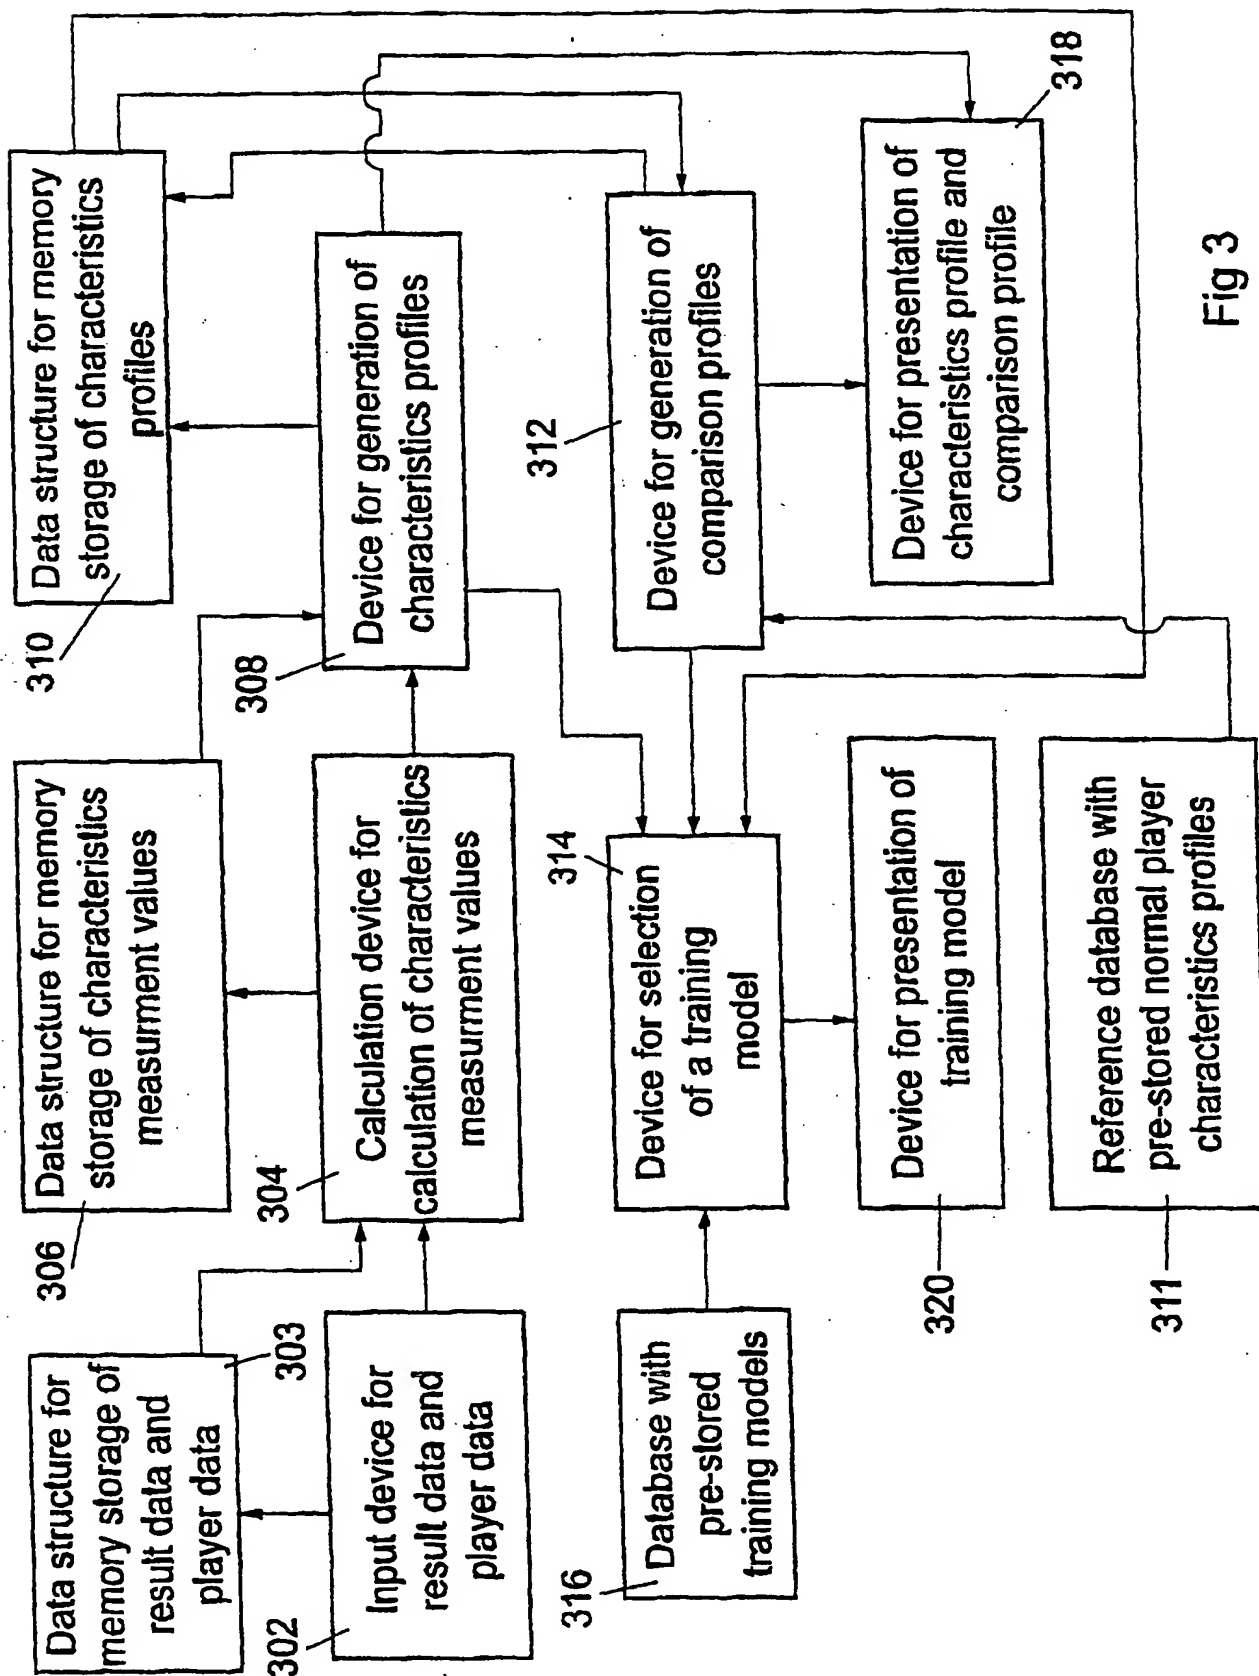 Data structure for
memory storage of
result data and
player data
303
Data structure for memory
storage of characteristics
measurment values
306
Data structure for memory
storage of characteristics
profiles
310
Input device for
result data and
player data
302
Calculation device for
calculation of characteristics
measurment values
304
Device for generation of
characteristics profiles
308
Database with
pre-stored
training models
316
Device for selection
of a training
model
314
Device for generation of
comparison profiles
312
Device for presentation of
training model
320
Device for presentation of
characteristics profile and
comparison profile
318
Reference database with
pre-stored normal player
characteristics profiles
311
Fig 3